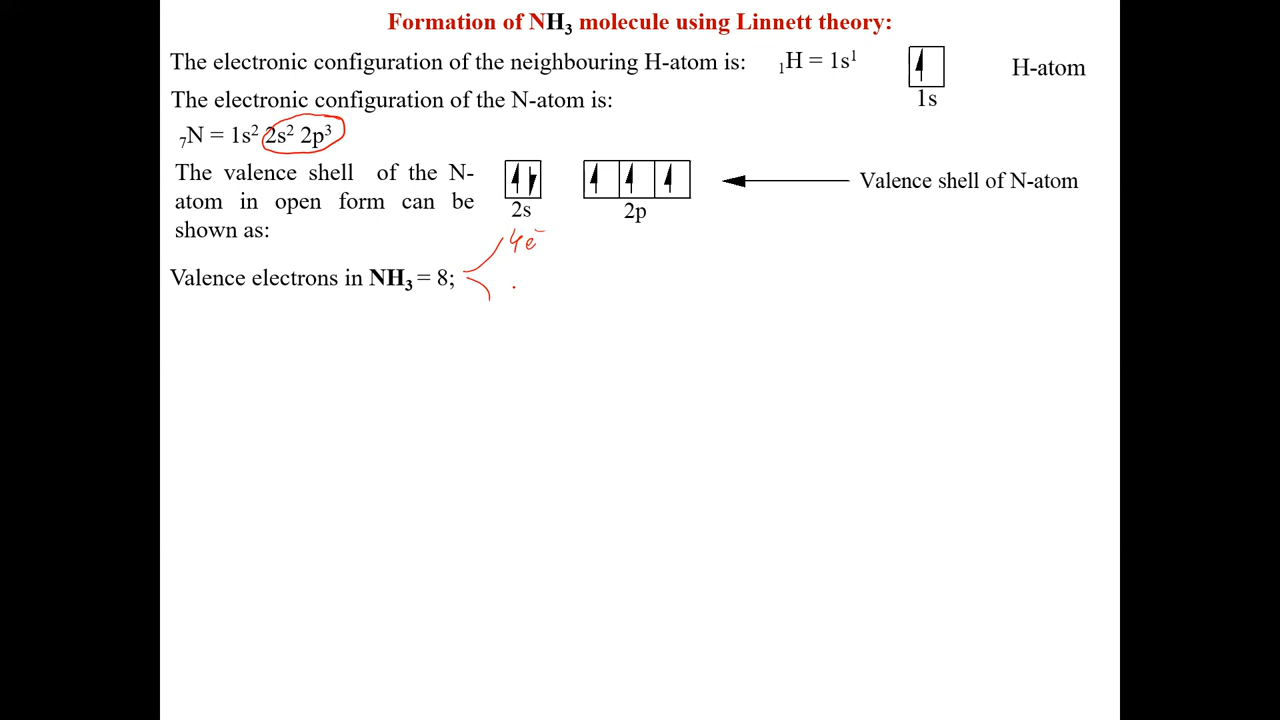 Formation of NH₃ molecule using Linnett theory:
The electronic configuration of the neighbouring H-atom is: ₁H = 1s¹ H-atom
1s
The electronic configuration of the N-atom is:
₇N = 1s² 2s² 2p³
The valence shell of the N-
atom in open form can be
shown as:
2s 2p
Valence shell of N-atom
4e⁻
Valence electrons in NH₃ = 8;